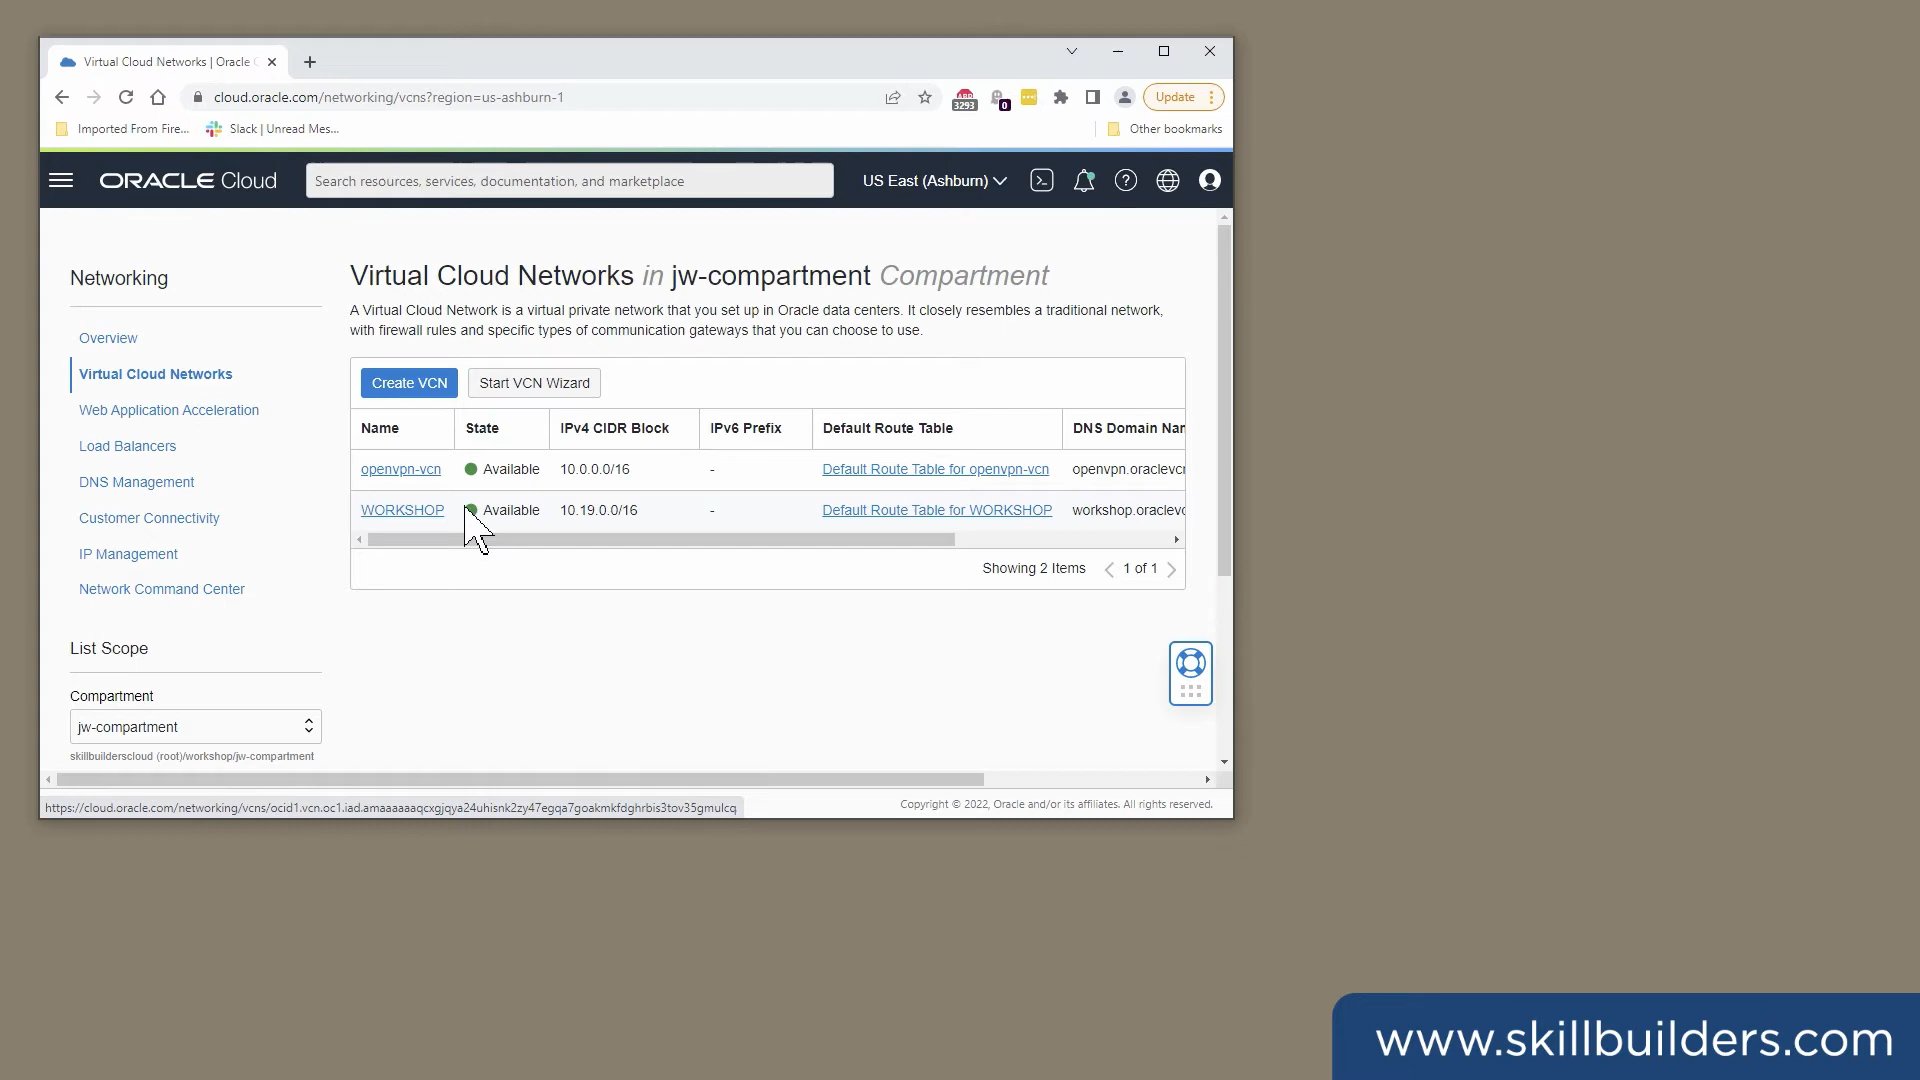 Virtual Cloud Networks | Oracle C
cloud.oracle.com/networking/vcns?region=us-ashburn-1
3293
0
Update
Imported From Fire...
Slack | Unread Mes...
Other bookmarks
ORACLE Cloud
Search resources, services, documentation, and marketplace
US East (Ashburn)
Networking
Overview
Virtual Cloud Networks
Web Application Acceleration
Load Balancers
DNS Management
Customer Connectivity
IP Management
Network Command Center
List Scope
Compartment
jw-compartment
skillbuilderscloud (root)/workshop/jw-compartment
Virtual Cloud Networks in jw-compartment Compartment
A Virtual Cloud Network is a virtual private network that you set up in Oracle data centers. It closely resembles a traditional network,
with firewall rules and specific types of communication gateways that you can choose to use.
Create VCN Start VCN Wizard
Name State IPv4 CIDR Block IPv6 Prefix Default Route Table DNS Domain Nar
openvpn-vcn Available 10.0.0.0/16 - Default Route Table for openvpn-vcn openvpn.oraclevcr
WORKSHOP Available 10.19.0.0/16 - Default Route Table for WORKSHOP workshop.oraclevc
Showing 2 Items 1 of 1
https://cloud.oracle.com/networking/vcns/ocid1.vcn.oc1.iad.amaaaaaaqcxgjqya24uhisnk2zy47egqa7goakmkfdghrbis3tov35gmulcq
Copyright © 2022, Oracle and/or its affiliates. All rights reserved.
www.skillbuilders.com